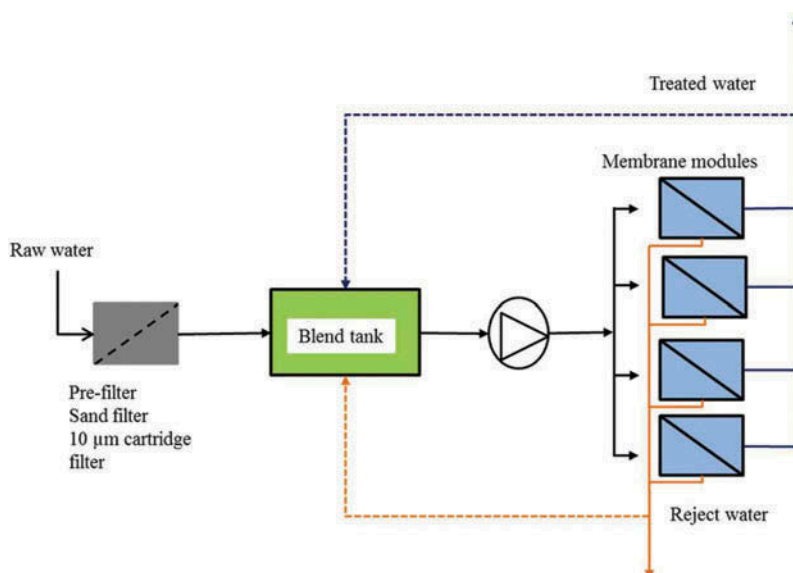 Treated water
Membrane modules
Raw water
Blend tank
Pre-filter
Sand filter
10 µm cartridge
filter
Reject water